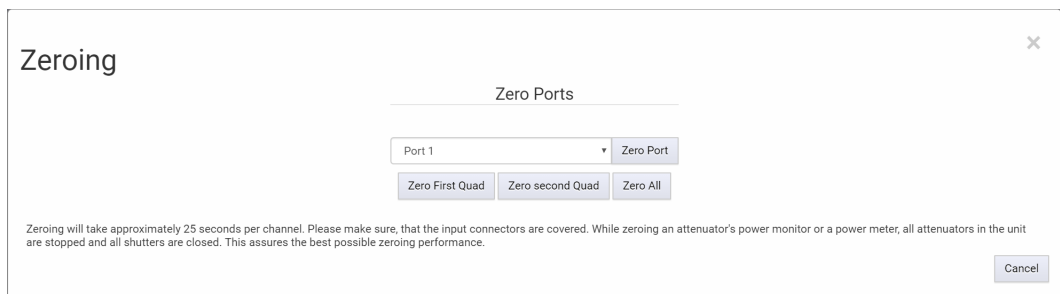 Zeroing
Zero Ports
Port 1
Zero Port
Zero First Quad
Zero second Quad
Zero All
Zeroing will take approximately 25 seconds per channel. Please make sure, that the input connectors are covered. While zeroing an attenuator's power monitor or a power meter, all attenuators in the unit
are stopped and all shutters are closed. This assures the best possible zeroing performance.
Cancel